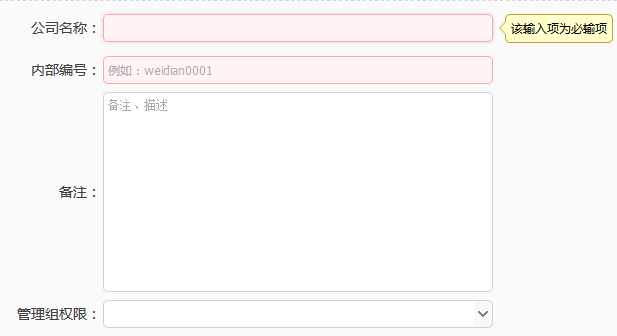 公司名称：
该输入项为必输项
内部编号：
例如：weidian0001
备注、描述
备注：
管理组权限：